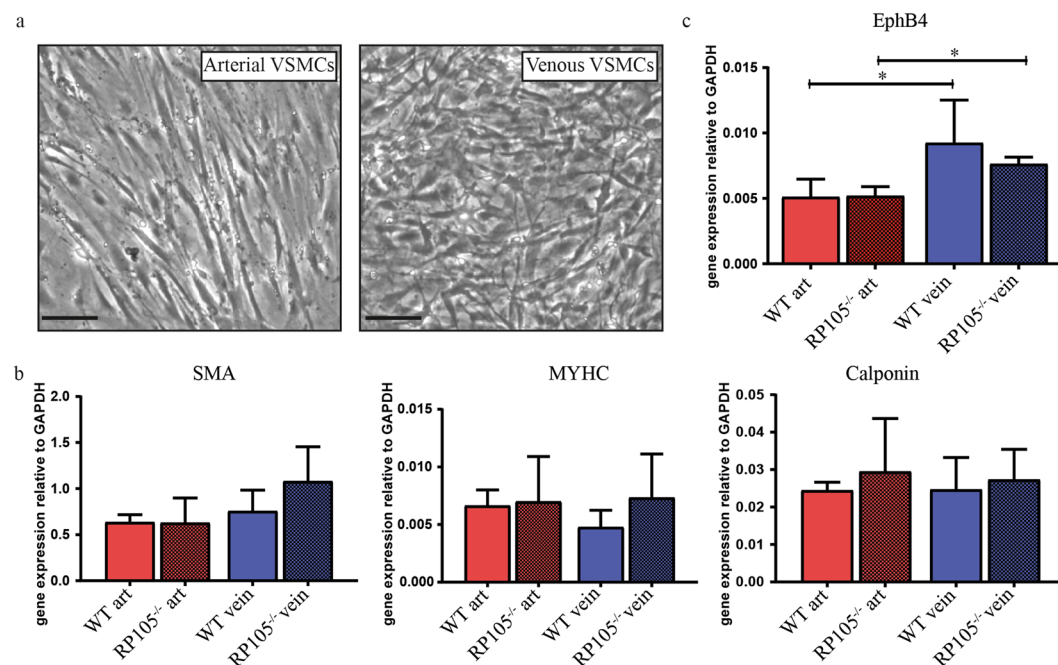 a
Arterial VSMCs
Venous VSMCs
c
EphB4
*
*
gene expression relative to GAPDH
0.015
0.010
0.005
0.000
WT art
RP105-/- art
WT vein
RP105-/- vein
b
SMA
gene expression relative to GAPDH
2.0
1.5
1.0
0.5
0.0
WT art
RP105-/- art
WT vein
RP105-/- vein
MYHC
gene expression relative to GAPDH
0.015
0.010
0.005
0.000
WT art
RP105-/- art
WT vein
RP105-/- vein
Calponin
gene expression relative to GAPDH
0.05
0.04
0.03
0.02
0.01
0.00
WT art
RP105-/- art
WT vein
RP105-/- vein